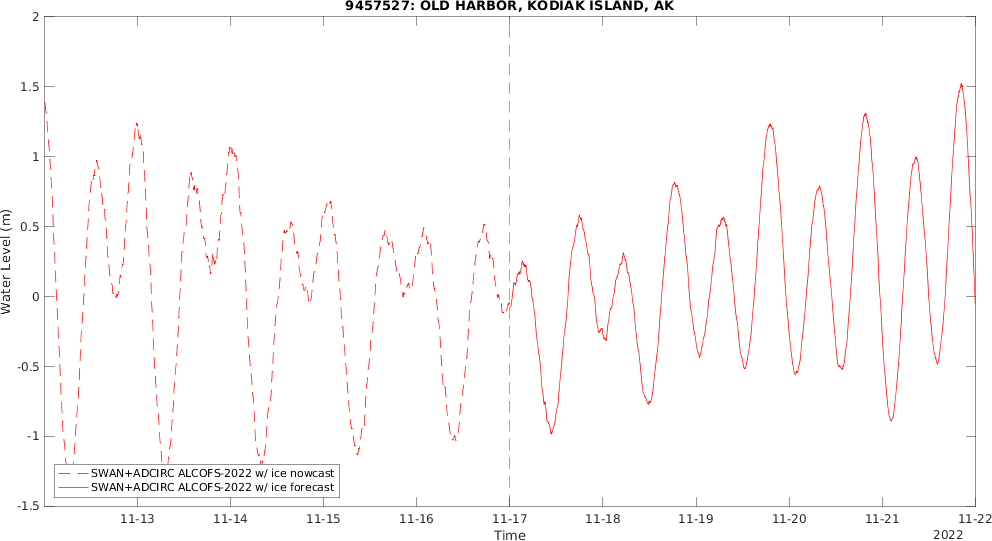 9457527: OLD HARBOR, KODIAK ISLAND, AK
2
1.5
1
0.5
0
-0.5
-1
-1.5
Water Level (m)
SWAN+ADCIRC ALCOFS-2022 w/ ice nowcast
SWAN+ADCIRC ALCOFS-2022 w/ ice forecast
11-13 11-14 11-15 11-16 11-17 11-18 11-19 11-20 11-21 11-22
Time
2022